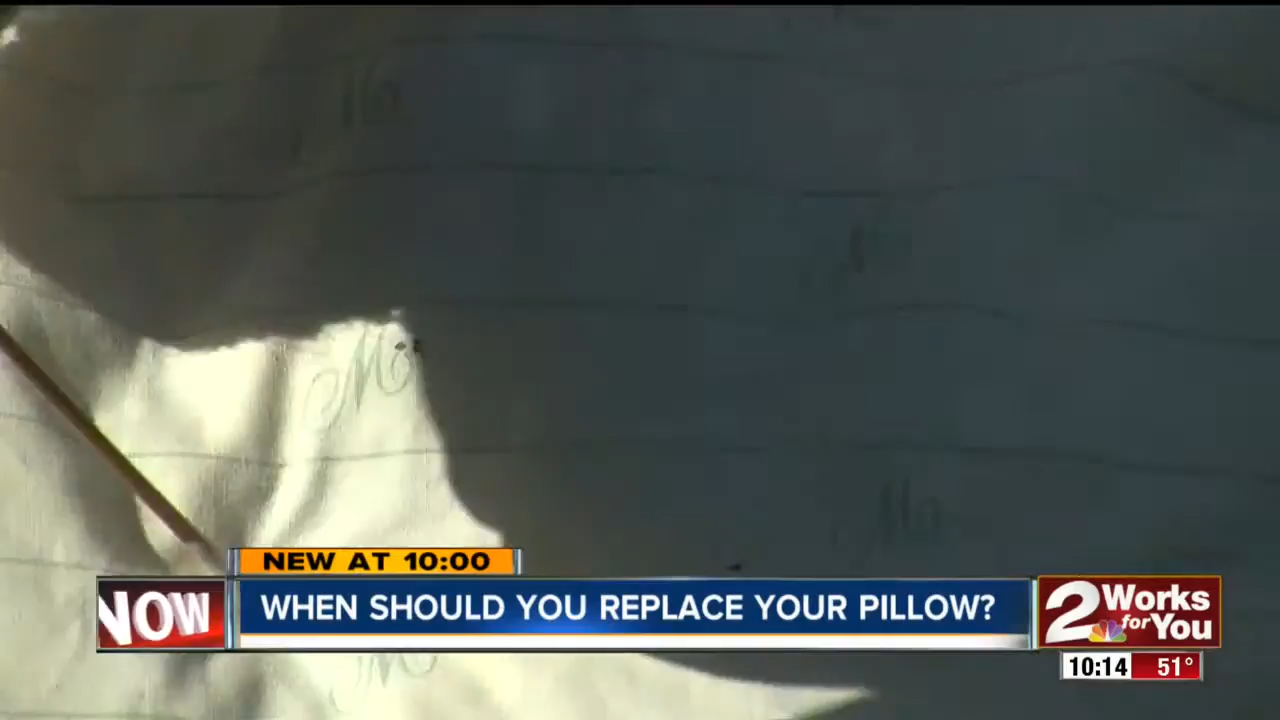 M
NEW AT 10:00
NOW
WHEN SHOULD YOU REPLACE YOUR PILLOW?
2 Works for You
10:14 51°